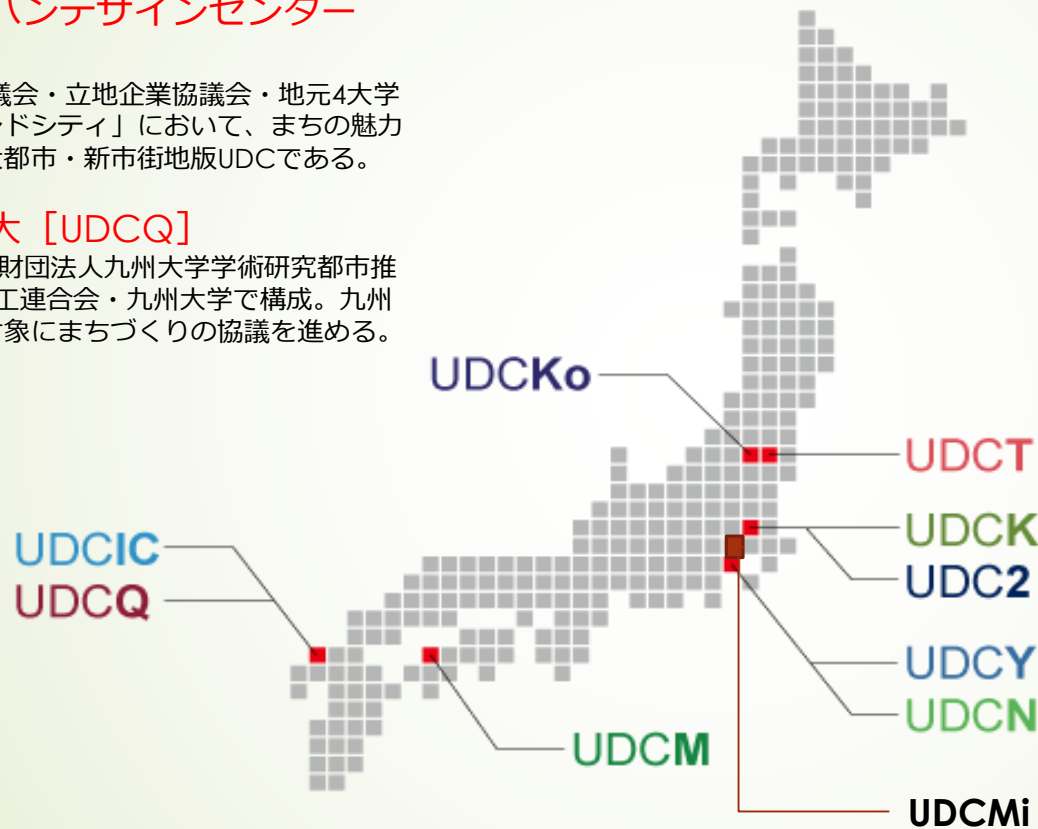 ンデザインセンター
議会・立地企業協議会・地元4大学
ドシティ」において、まちの魅力
都市・新市街地版UDCである。
大［UDCQ］
財団法人九州大学学術研究都市推
工連合会・九州大学で構成。九州
象にまちづくりの協議を進める。
UDCKo
UDCT
UDCK
UDC2
UDCIC
UDCQ
UDCY
UDCN
UDCM
UDCMi